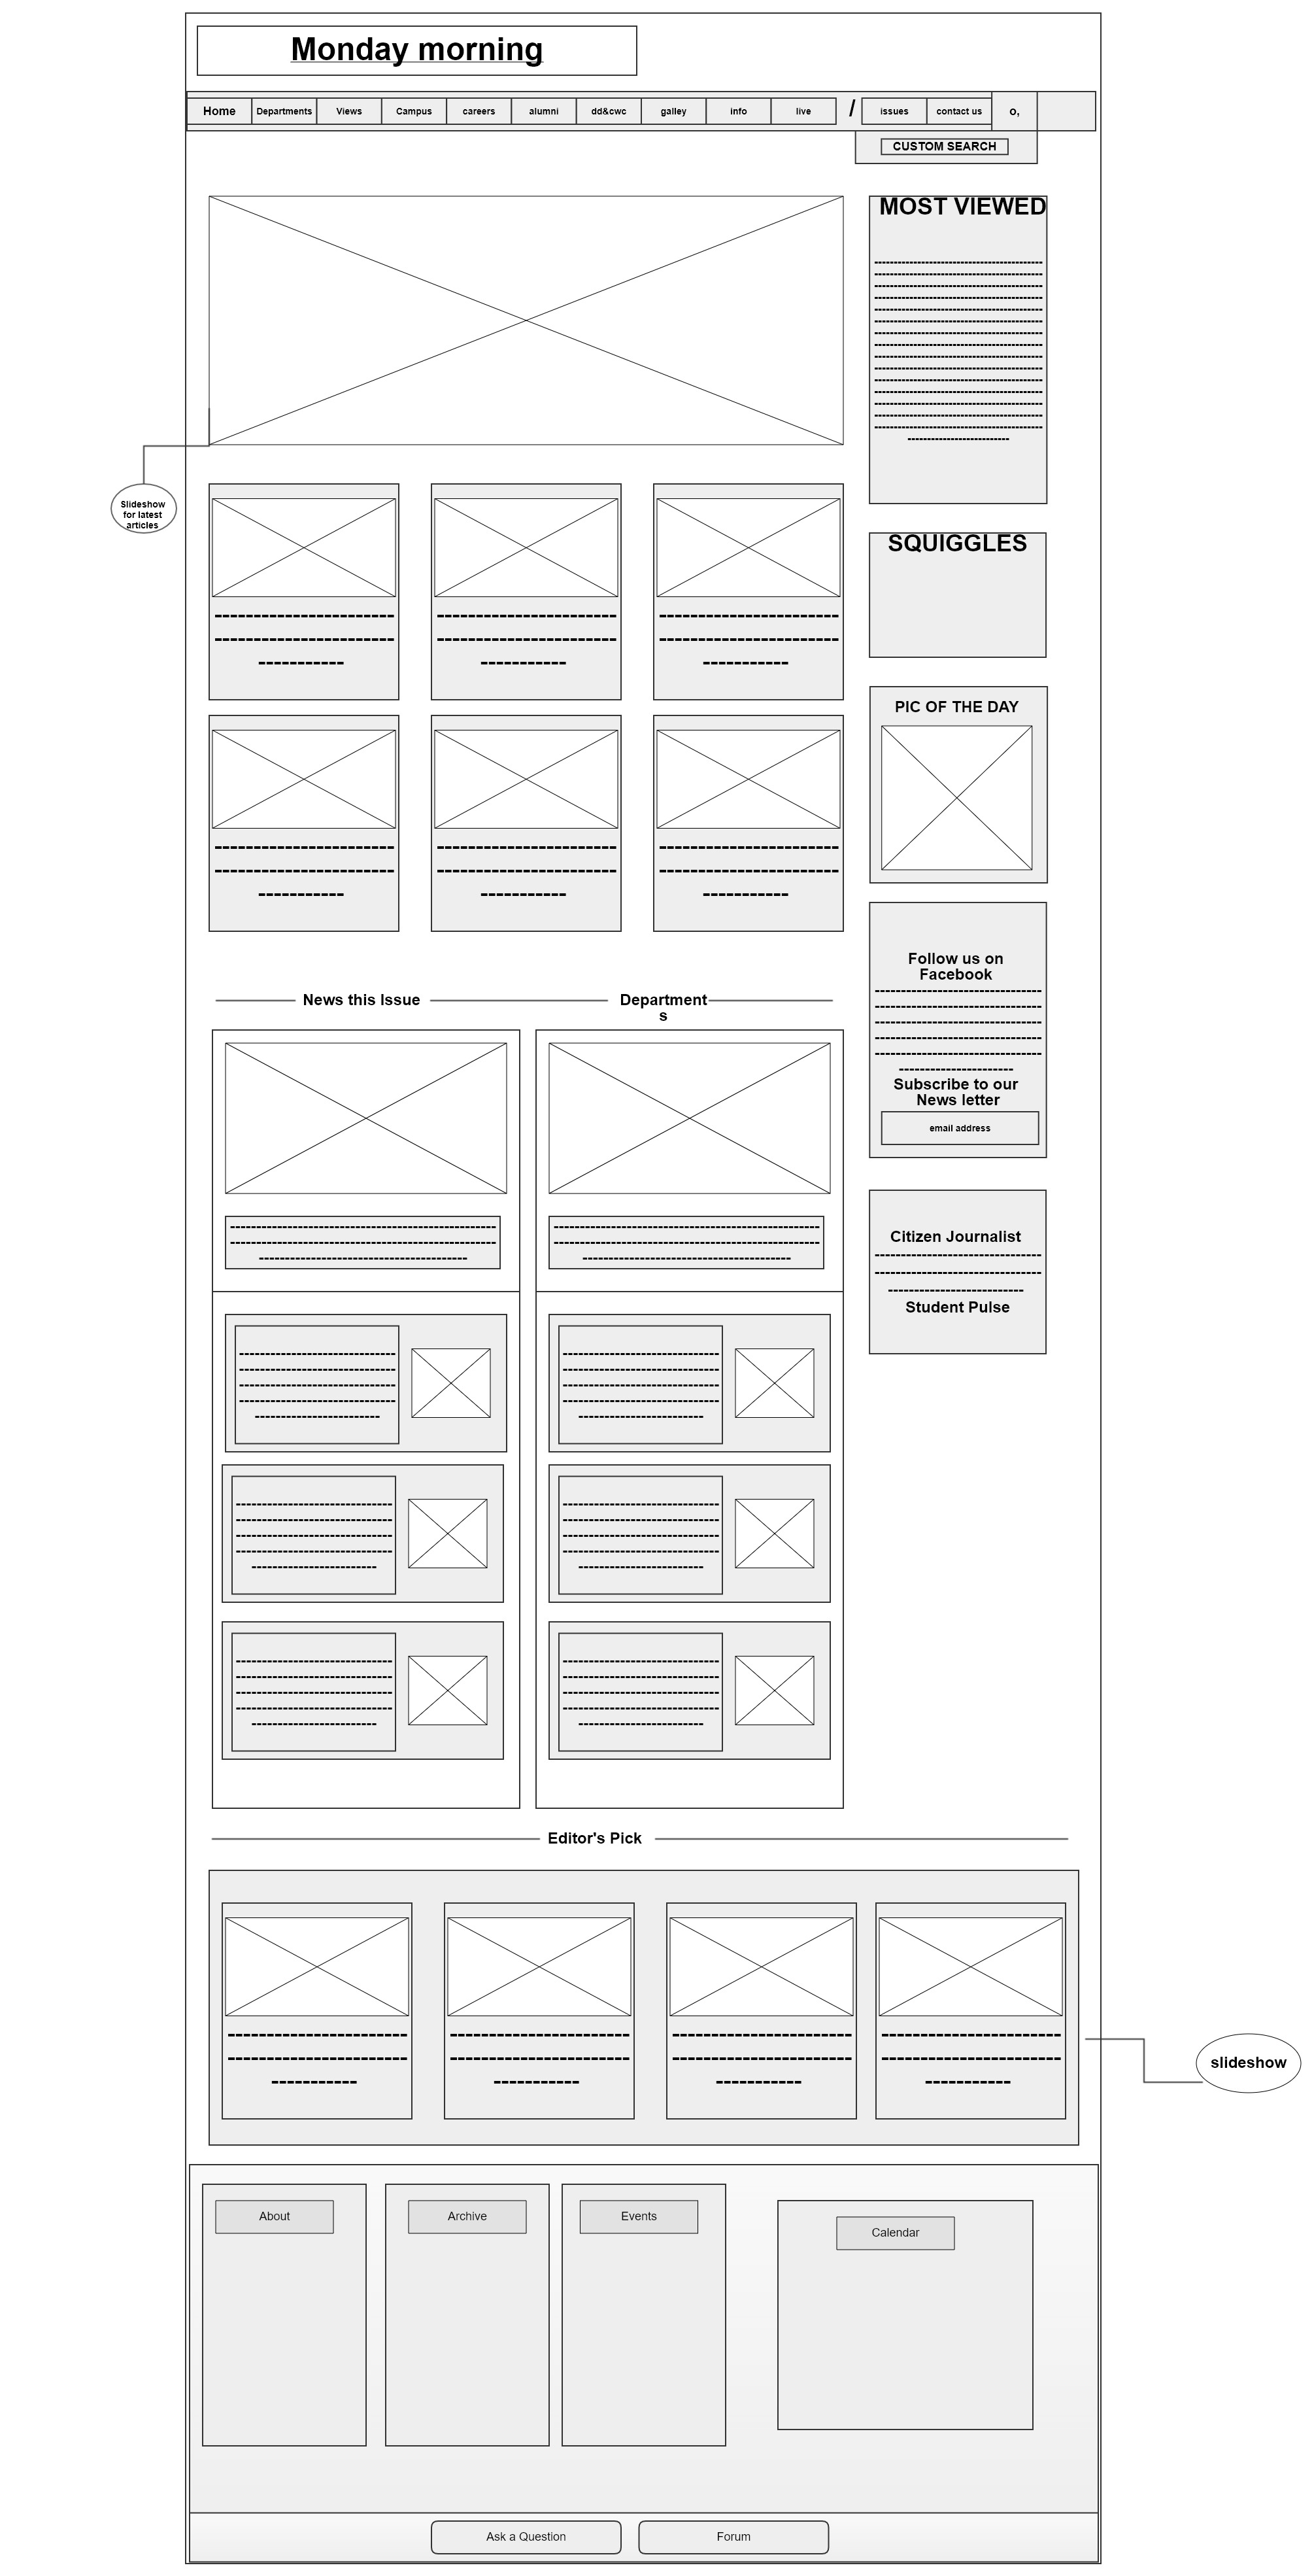 Monday morning
Home Departments Views Campus careers alumni dd&cwc galley info live / issues contact us o,
CUSTOM SEARCH
MOST VIEWED
Slideshow
for latest
articles
SQUIGGLES
PIC OF THE DAY
Follow us on
Facebook
Subscribe to our
News letter
email address
Citizen Journalist
Student Pulse
News this Issue
Department
s
Editor's Pick
slideshow
About
Archive
Events
Calendar
Ask a Question
Forum